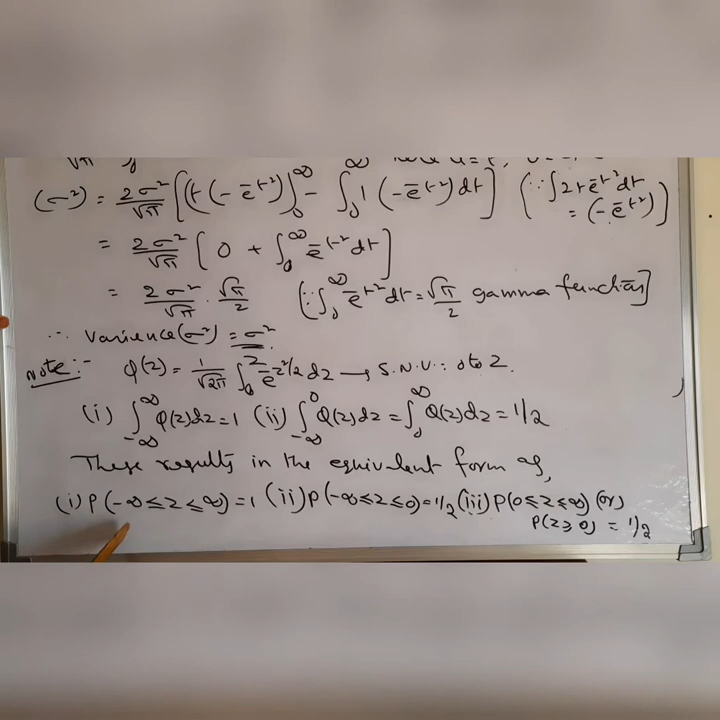 (σ²) = 2σ²/√π [(t(-e^-t²))₀^∞ - ∫₀^∞ 1 (-e^-t²) dt] (∵ ∫2te^-t² dt
= (-e^-t²))
= 2σ²/√π [0 + ∫₀^∞ e^-t² dt]
= 2σ²/√π · √π/2 [∵ ∫₀^∞ e^-t² dt = √π/2 gamma function]
∴ Varience(σ²) = σ².
note:- φ(z) = 1/√2π ∫₀^z e^-z²/2 dz → S.N.V: 0 to z.
(i) ∫_-∞^∞ φ(z)dz = 1 (ii) ∫_-∞^0 φ(z)dz = ∫₀^∞ φ(z)dz = 1/2
These results in the equivalent form as,
(i) P(-∞≤z≤∞) = 1 (ii) P(-∞≤z≤0) = 1/2 (iii) P(0≤z≤∞) (or)
P(z≥0) = 1/2